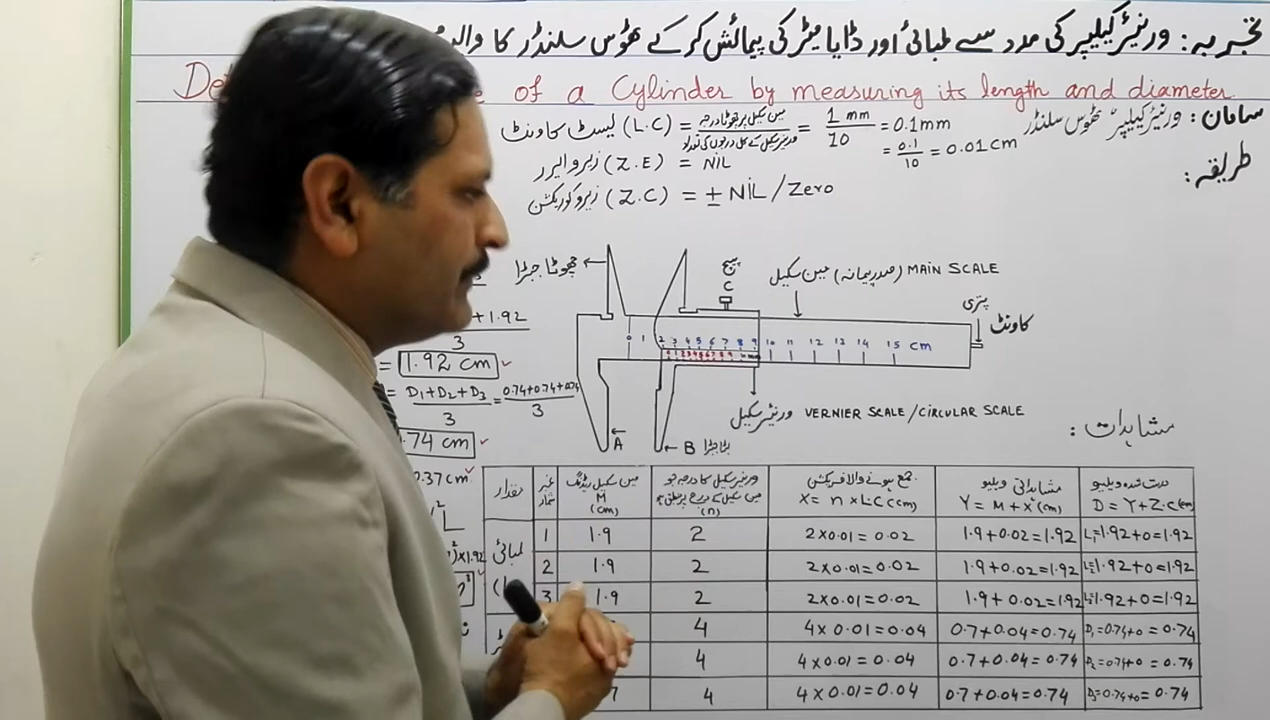 تجربہ: ورنیئر کیلیپر کی مدد سے لمبائی اور ڈایا میٹر کی پیمائش کر کے ٹھوس سلنڈر کا والیوم
of a Cylinder by measuring its length and diameter.
سامان: ورنیئر کیلیپر، ٹھوس سلنڈر
لیسٹ کاونٹ (L.C) = مین سکیل پر چھوٹا درجہ / ورنیئر سکیل کے کل درجوں کی تعداد = 1 mm / 10 = 0.1mm
= 0.1 / 10 = 0.01 cm
طریقہ:
زیرو ایرر (Z.E) = NIL
زیرو کوریکشن (Z.C) = ± NIL / Zero
چھوٹا جبڑا
پیچ
C
مین سکیل (صدر پیمانہ) MAIN SCALE
پتری
کاونٹ
0 1 2 3 4 5 6 7 8 9 10 11 12 13 14 15 cm
+ 1.92
3
= 1.92 cm
= D1+D2+D3 / 3 = 0.74+0.74+0.74 / 3
.74 cm
0.37cm
A
B بڑا جبڑا
ورنیئر سکیل VERNIER SCALE / CIRCULAR SCALE
مشاہدات:
مقدار
نمبر شمار
مین سکیل ریڈنگ M (cm)
(n)
جمع ہونے والا فریکشن X = n × L.C (cm)
مشاہداتی ویلیو Y = M + X (cm)
درست شدہ ویلیو D = Y + Z.C (cm)
لمبائی
1 1.9 2 2×0.01 = 0.02 1.9+0.02 = 1.92 L1=1.92+0=1.92
2 1.9 2 2×0.01 = 0.02 1.9+0.02 = 1.92 L2=1.92+0=1.92
3 1.9 2 2×0.01 = 0.02 1.9+0.02 = 1.92 L3=1.92+0=1.92
4 4×0.01 = 0.04 0.7+0.04 = 0.74 D1=0.74+0 = 0.74
4 4×0.01 = 0.04 0.7+0.04 = 0.74 D2=0.74+0 = 0.74
7 4 4×0.01 = 0.04 0.7+0.04 = 0.74 D3=0.74+0 = 0.74